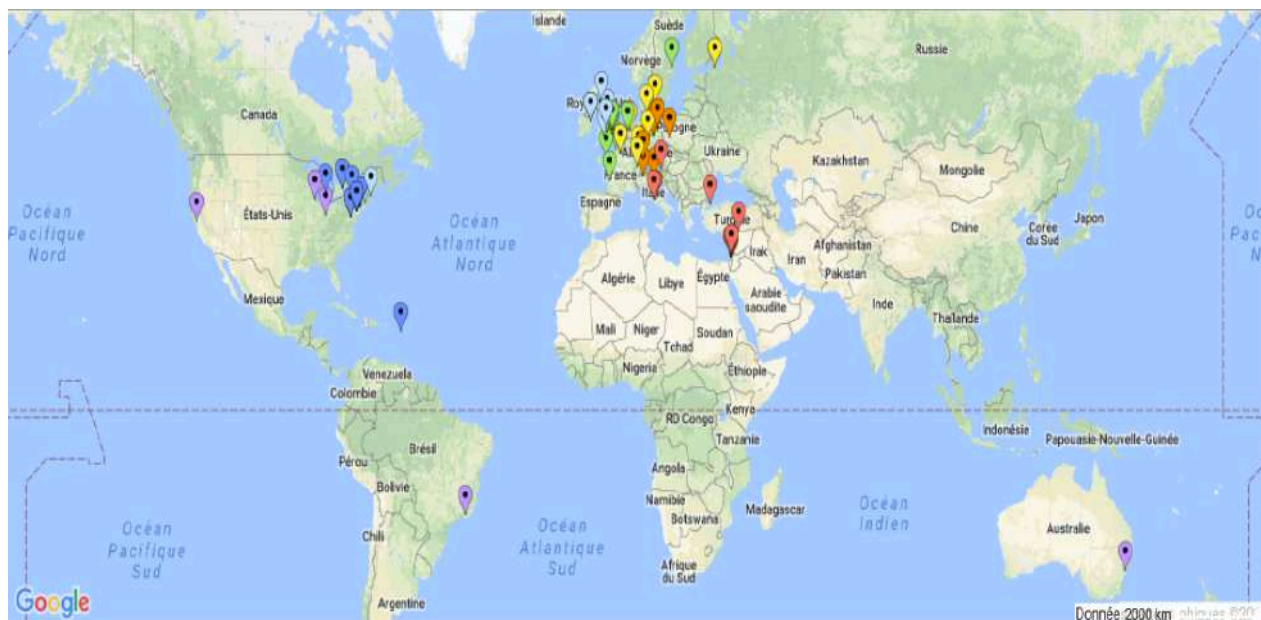 Islande
Suède
Norvège
Russie
Canada
Pologne
Ukraine
Kazakhstan
Mongolie
France
Italie
Espagne
États-Unis
Océan
Pacifique
Nord
Océan
Atlantique
Nord
Turquie
Chine
Japon
Corée
du Sud
Irak
Iran
Afghanistan
Pakistan
Algérie
Libye
Égypte
Arabie
saoudite
Inde
Mexique
Mali
Niger
Soudan
Thaïlande
Tchad
Nigeria
Éthiopie
Venezuela
Colombie
RD Congo
Kenya
Indonésie
Papouasie-Nouvelle-Guinée
Tanzanie
Brésil
Pérou
Angola
Bolivie
Namibie
Botswana
Madagascar
Océan
Indien
Australie
Océan
Pacifique
Sud
Chili
Océan
Atlantique
Sud
Afrique
du Sud
Argentine
Google
Donnée 2000 km